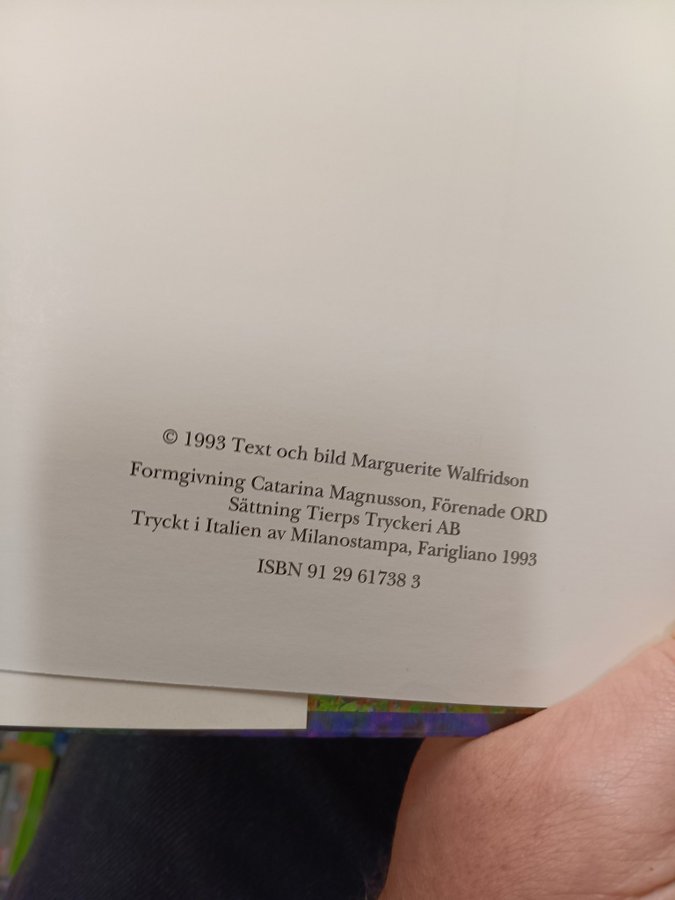 © 1993 Text och bild Marguerite Walfridson
Formgivning Catarina Magnusson, Förenade ORD
Sättning Tierps Tryckeri AB
Tryckt i Italien av Milanostampa, Farigliano 1993
ISBN 91 29 61738 3